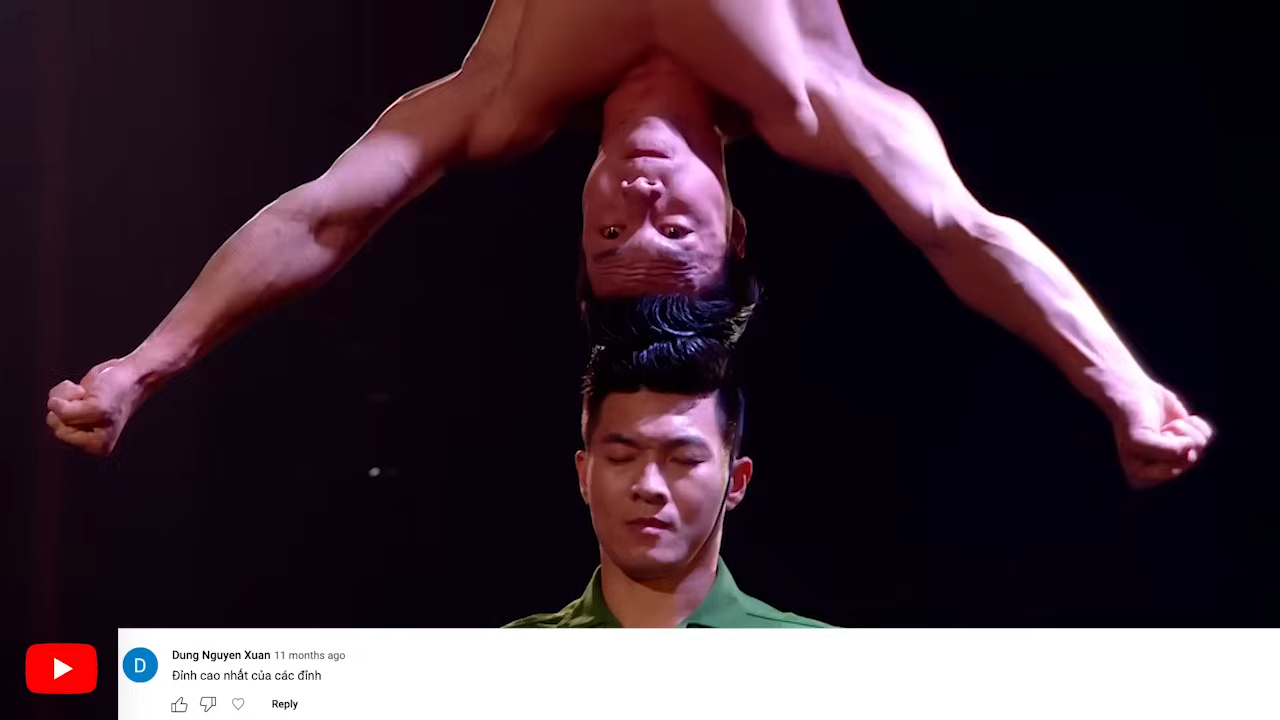 D
Dung Nguyen Xuan 11 months ago
Đỉnh cao nhất của các đỉnh
Reply